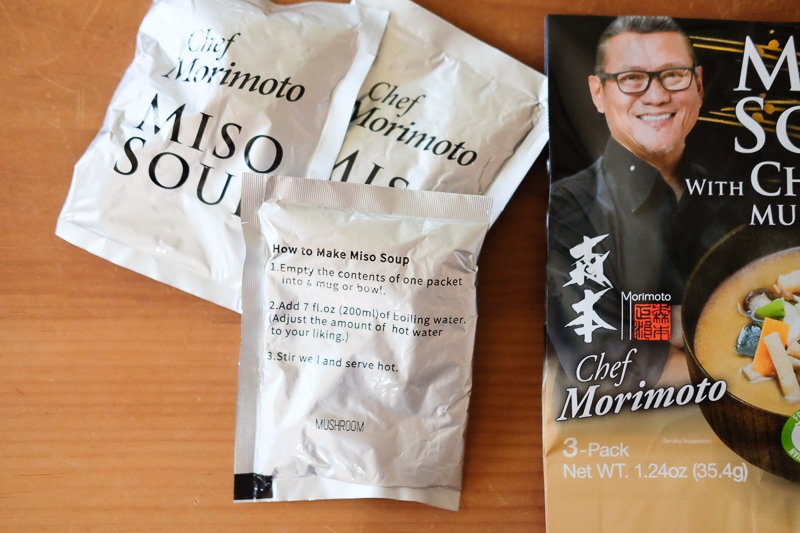 Chef
Morimoto
MISO
SOU
Chef
Morimoto
MIS
How to Make Miso Soup
1.Empty the contents of one packet
into a mug or bowl.
2.Add 7 fl.oz (200ml)of boiling water.
(Adjust the amount of hot water
to your liking.)
3.Stir well and serve hot.
MUSHROOM
M
SO
WITH CH
MU
森本
Morimoto
Chef
Morimoto
Serving Suggestion
3-Pack
Net WT. 1.24oz (35.4g)